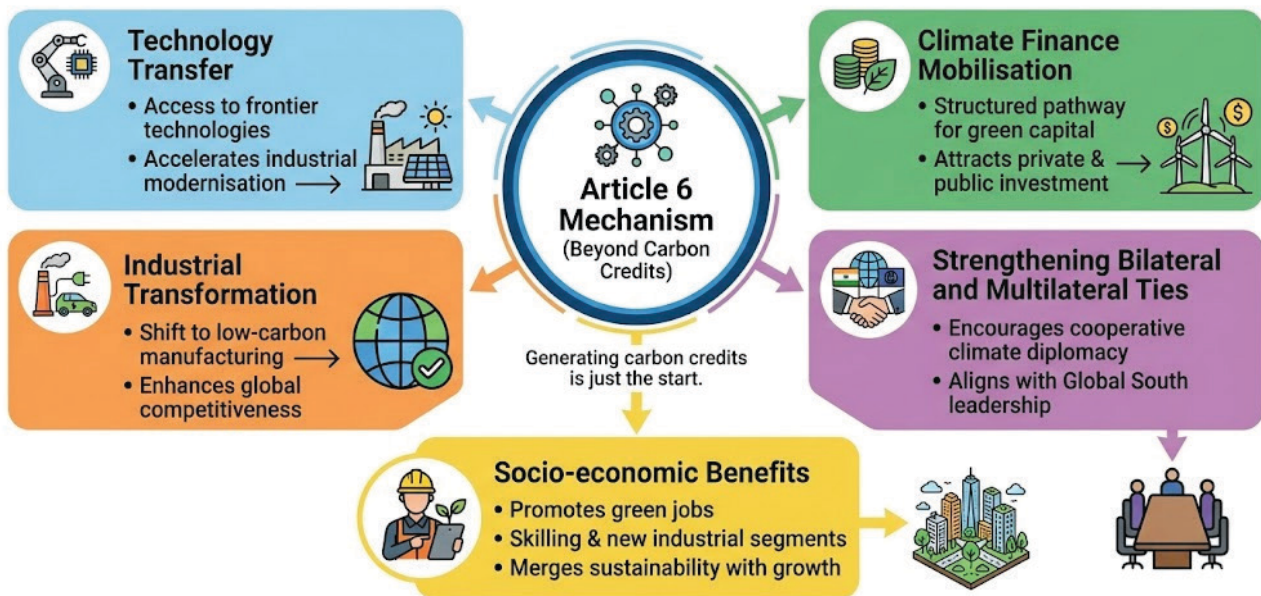 Technology
Transfer
• Access to frontier
technologies
• Accelerates industrial
modernisation
Article 6
Mechanism
(Beyond Carbon
Credits)
Climate Finance
Mobilisation
• Structured pathway
for green capital
• Attracts private &
public investment
$
$
Industrial
Transformation
• Shift to low-carbon
manufacturing
• Enhances global
competitiveness
Generating carbon credits
is just the start.
Strengthening Bilateral
and Multilateral Ties
• Encourages cooperative
climate diplomacy
• Aligns with Global South
leadership
Socio-economic Benefits
• Promotes green jobs
• Skilling & new industrial segments
• Merges sustainability with growth